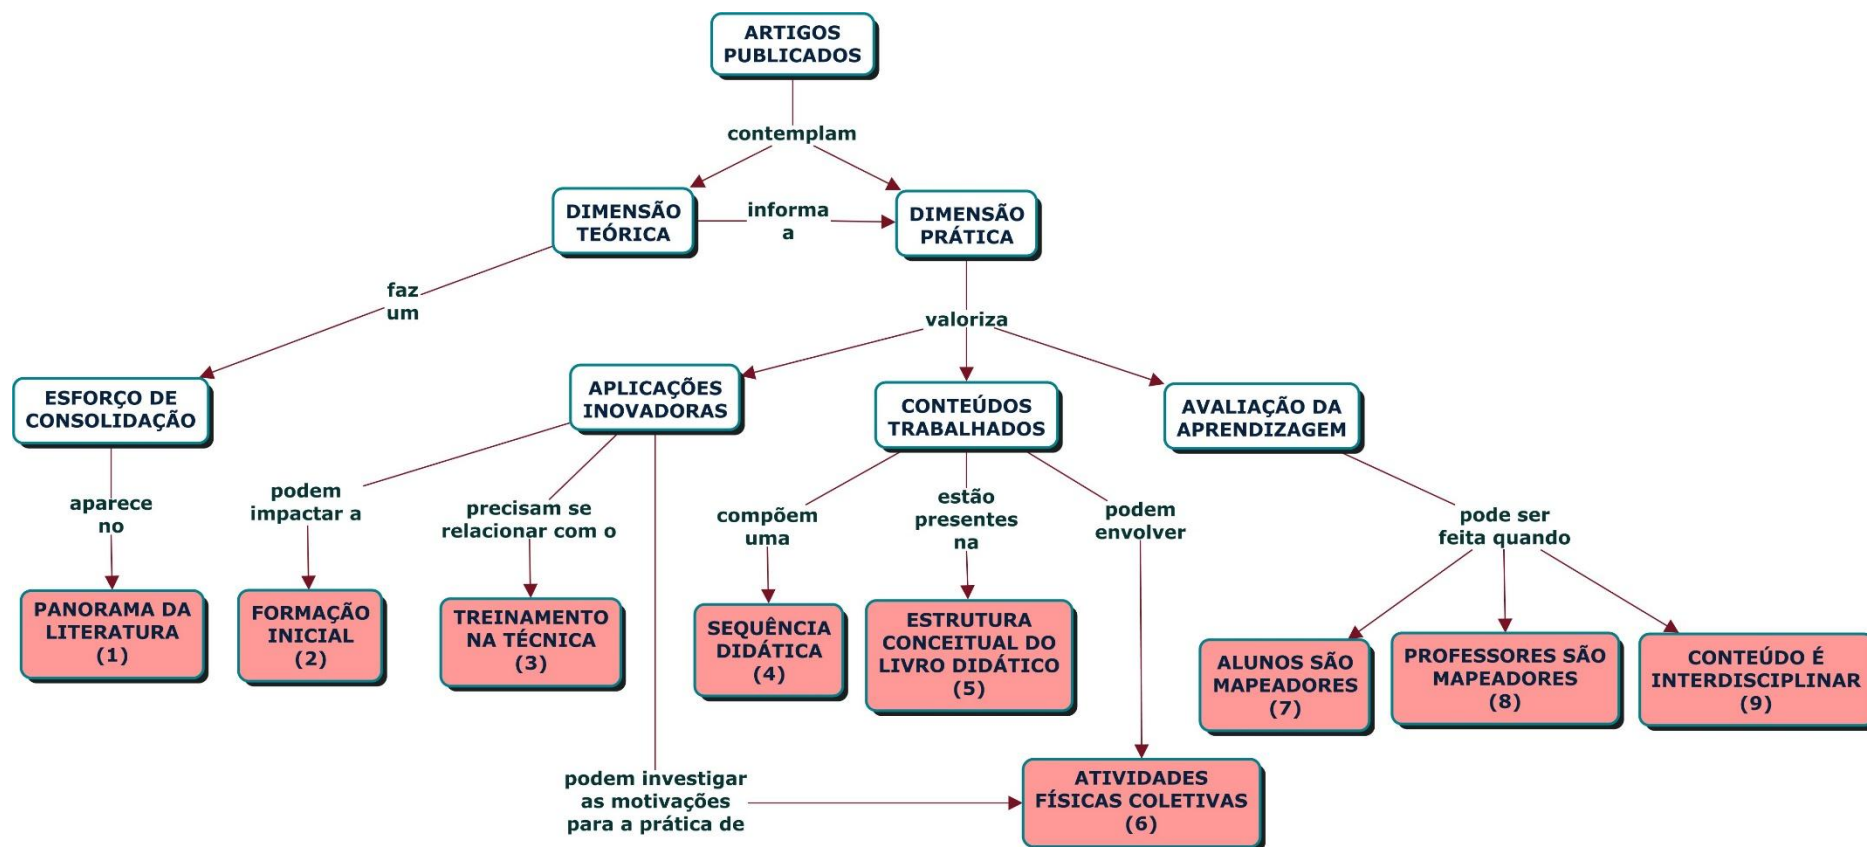 ARTIGOS
PUBLICADOS
contemplam
DIMENSÃO
TEÓRICA
informa
a
DIMENSÃO
PRÁTICA
faz
um
valoriza
ESFORÇO DE
CONSOLIDAÇÃO
APLICAÇÕES
INOVADORAS
CONTEÚDOS
TRABALHADOS
AVALIAÇÃO DA
APRENDIZAGEM
aparece
no
podem
impactar a
precisam se
relacionar com o
compõem
uma
estão
presentes
na
podem
envolver
pode ser
feita quando
PANORAMA DA
LITERATURA
(1)
FORMAÇÃO
INICIAL
(2)
TREINAMENTO
NA TÉCNICA
(3)
SEQUÊNCIA
DIDÁTICA
(4)
ESTRUTURA
CONCEITUAL DO
LIVRO DIDÁTICO
(5)
ALUNOS SÃO
MAPEADORES
(7)
PROFESSORES SÃO
MAPEADORES
(8)
CONTEÚDO É
INTERDISCIPLINAR
(9)
podem investigar
as motivações
para a prática de
ATIVIDADES
FÍSICAS COLETIVAS
(6)